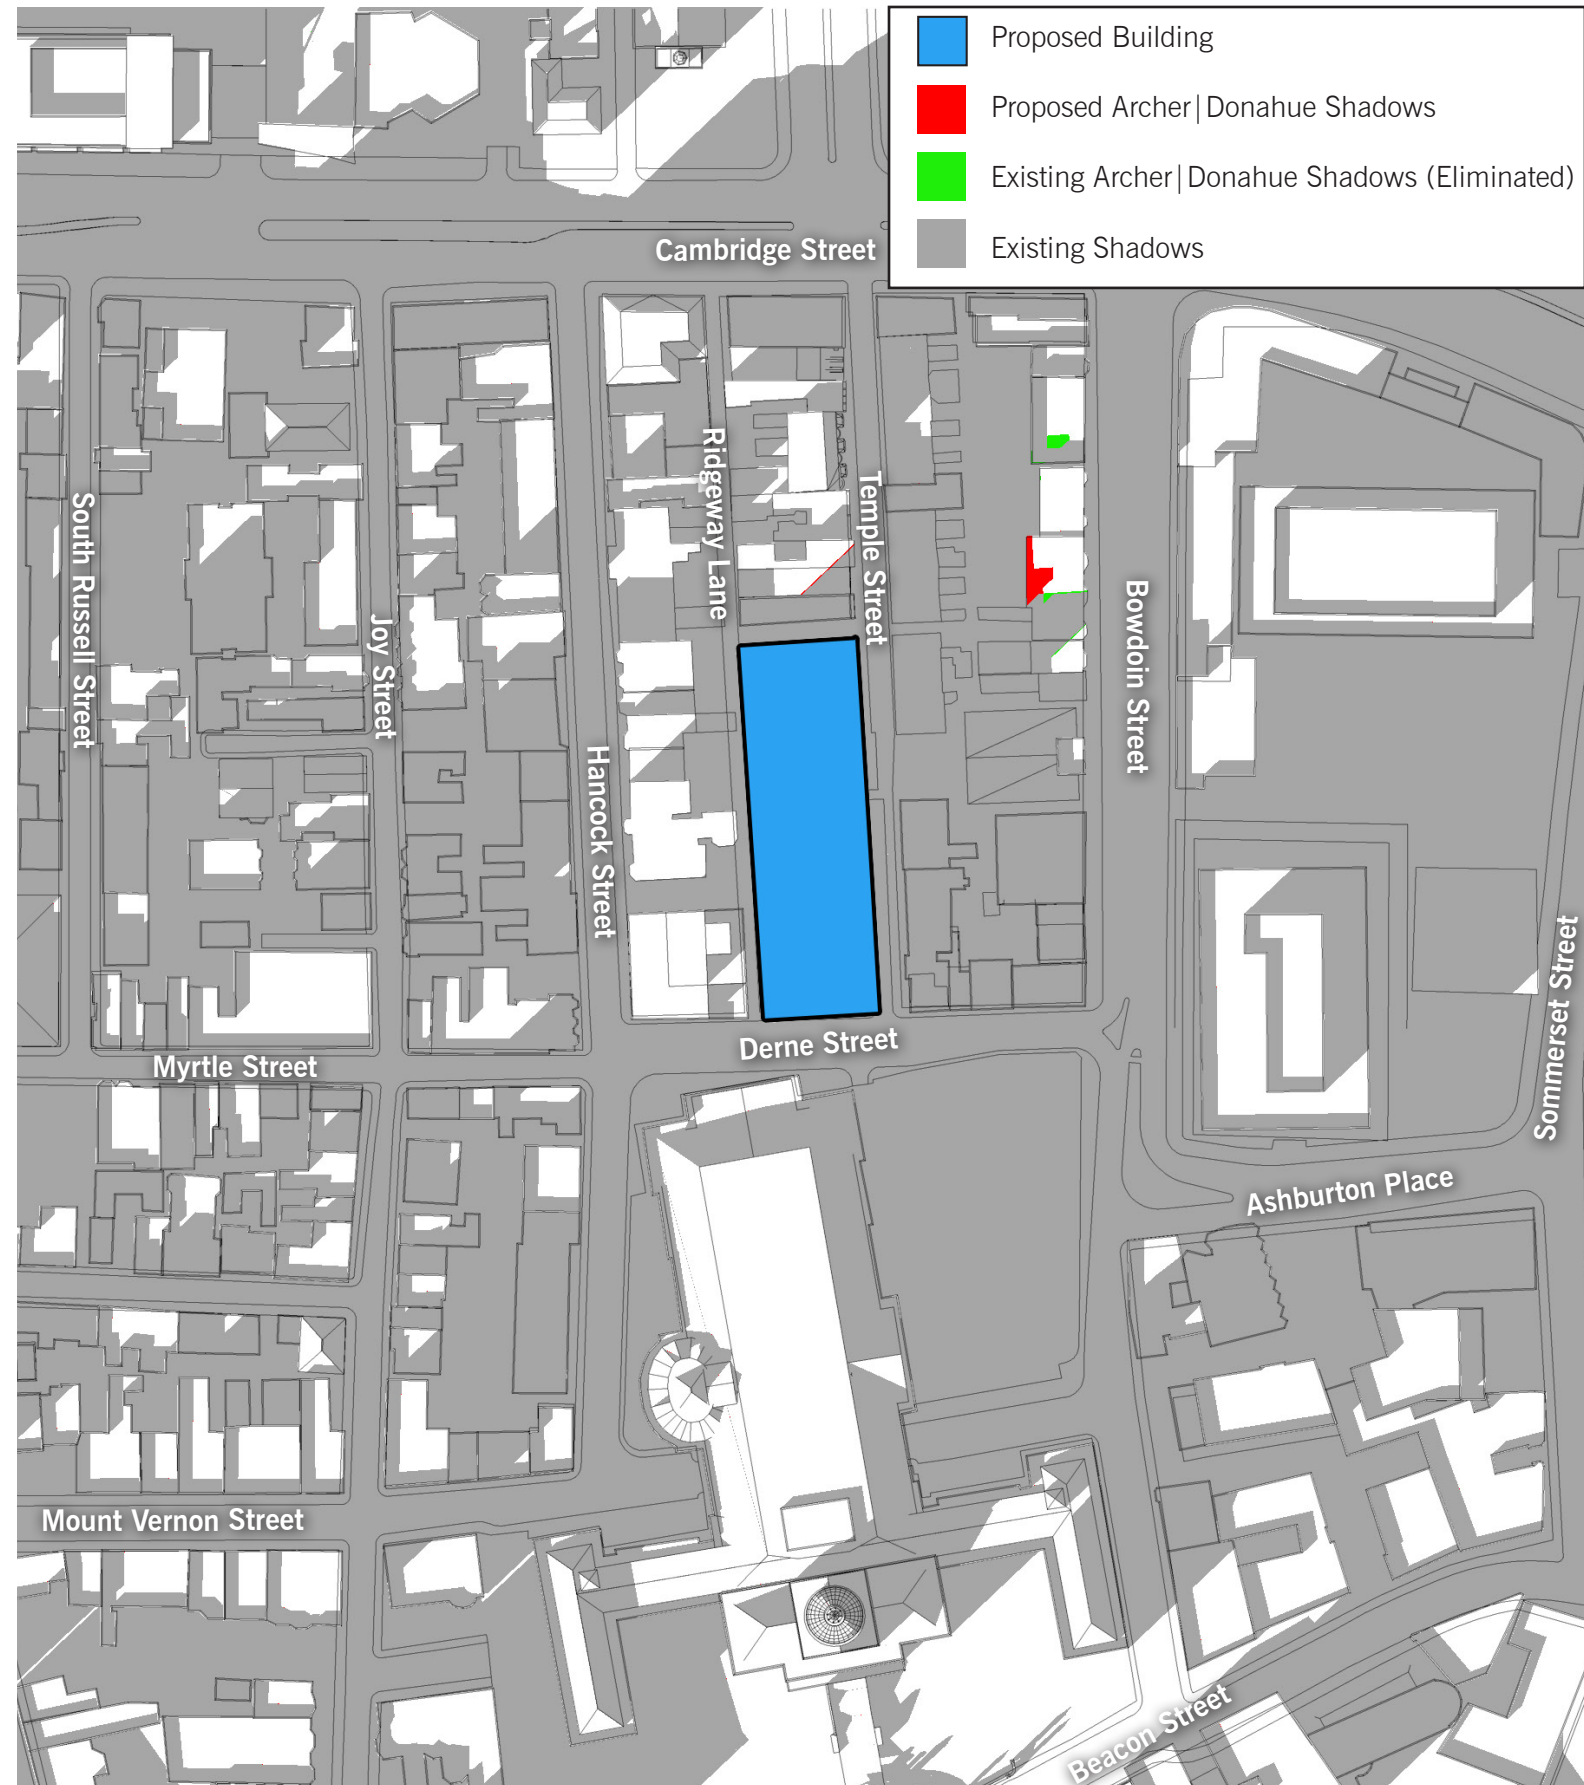 Proposed Building
Proposed Archer|Donahue Shadows
Existing Archer|Donahue Shadows (Eliminated)
Existing Shadows
Cambridge Street
Ridgeway Lane
Temple Street
South Russell Street
Joy Street
Bowdoin Street
Hancock Street
Sommerset Street
Derne Street
Myrtle Street
Ashburton Place
Mount Vernon Street
Beacon Street